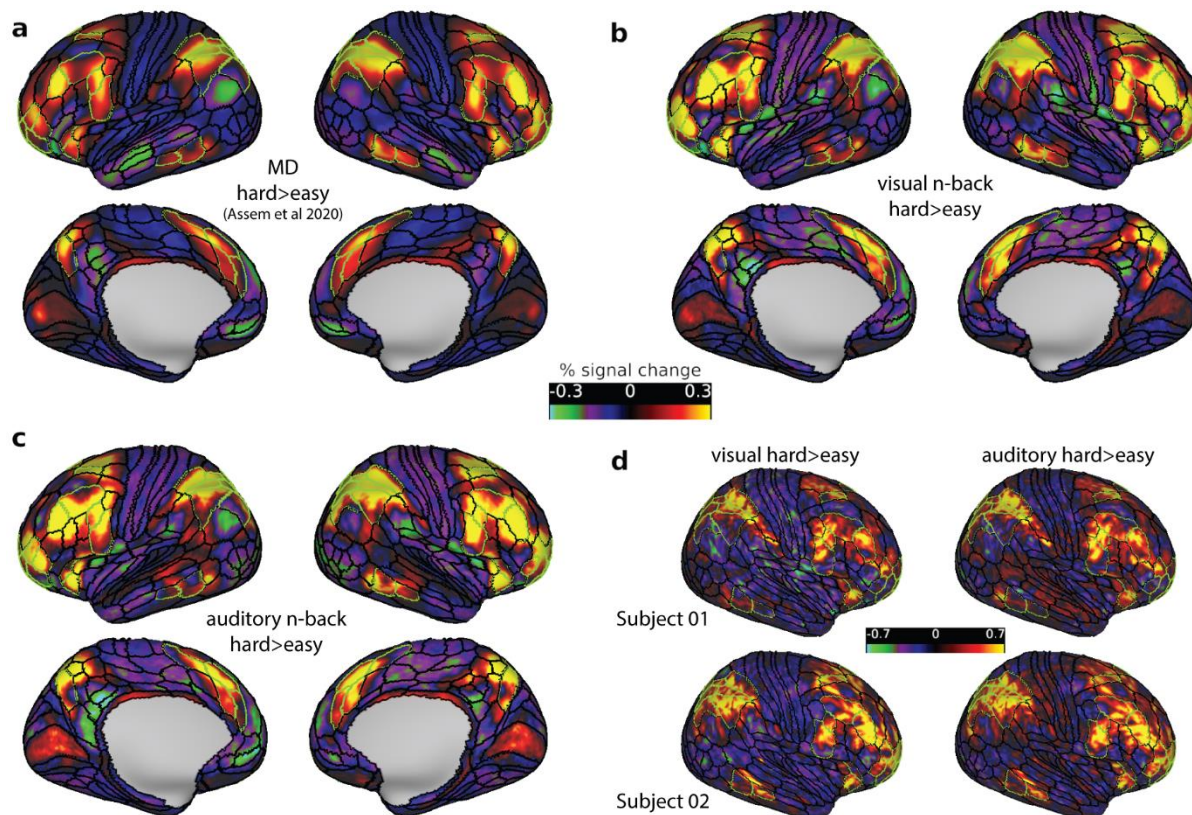 a
MD
hard>easy
(Assem et al 2020)
b
visual n-back
hard>easy
% signal change
-0.3 0 0.3
c
auditory n-back
hard>easy
d
visual hard>easy auditory hard>easy
Subject 01
-0.7 0 0.7
Subject 02